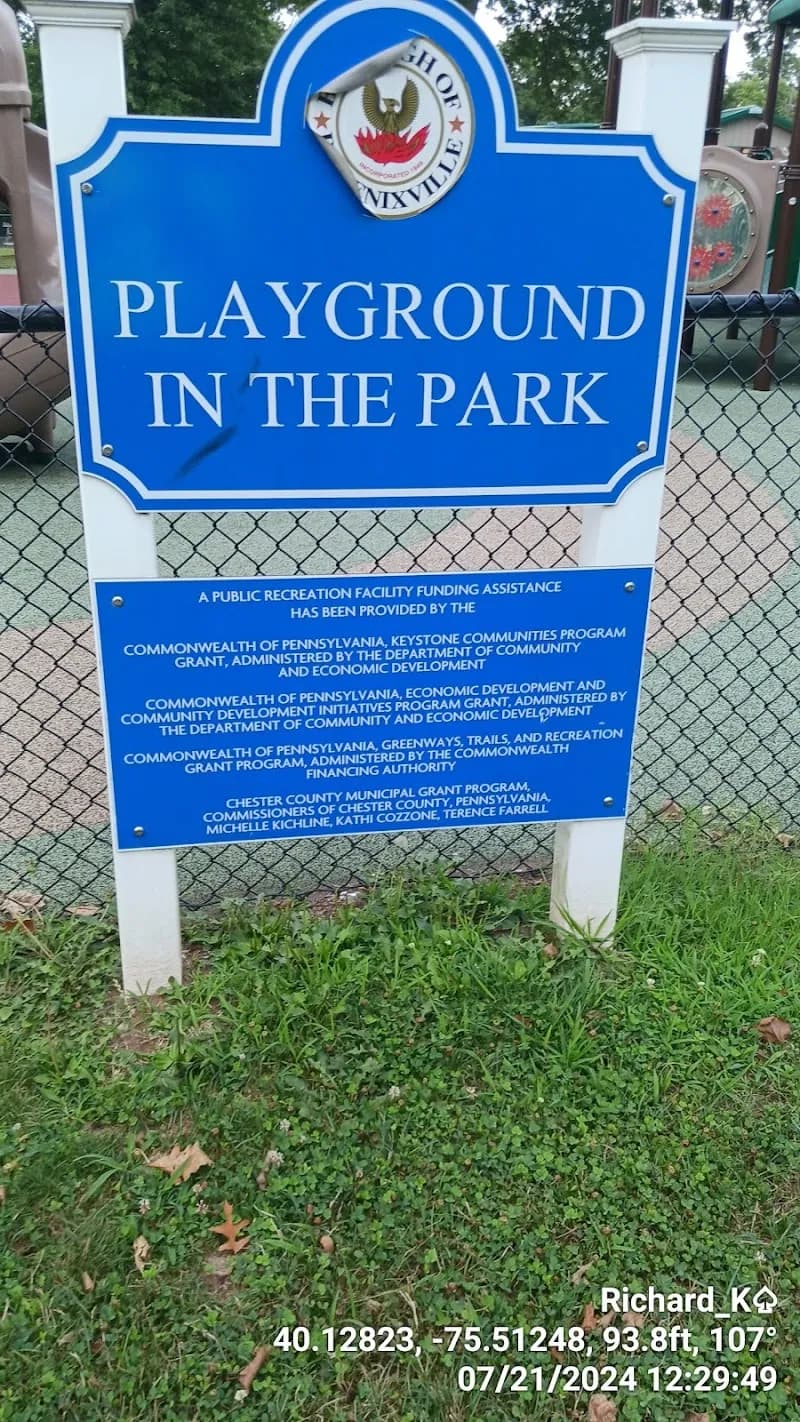 GH OF
NIXVILLE
INCORPORATED 1849
PLAYGROUND
IN THE PARK
A PUBLIC RECREATION FACILITY FUNDING ASSISTANCE
HAS BEEN PROVIDED BY THE
COMMONWEALTH OF PENNSYLVANIA, KEYSTONE COMMUNITIES PROGRAM
GRANT, ADMINISTERED BY THE DEPARTMENT OF COMMUNITY
AND ECONOMIC DEVELOPMENT
COMMONWEALTH OF PENNSYLVANIA, ECONOMIC DEVELOPMENT AND
COMMUNITY DEVELOPMENT INITIATIVES PROGRAM GRANT, ADMINISTERED BY
THE DEPARTMENT OF COMMUNITY AND ECONOMIC DEVELOPMENT
COMMONWEALTH OF PENNSYLVANIA, GREENWAYS, TRAILS, AND RECREATION
GRANT PROGRAM, ADMINISTERED BY THE COMMONWEALTH
FINANCING AUTHORITY
CHESTER COUNTY MUNICIPAL GRANT PROGRAM,
COMMISSIONERS OF CHESTER COUNTY, PENNSYLVANIA,
MICHELLE KICHLINE, KATHI COZZONE, TERENCE FARRELL
Richard_K♤
40.12823, -75.51248, 93.8ft, 107°
07/21/2024 12:29:49